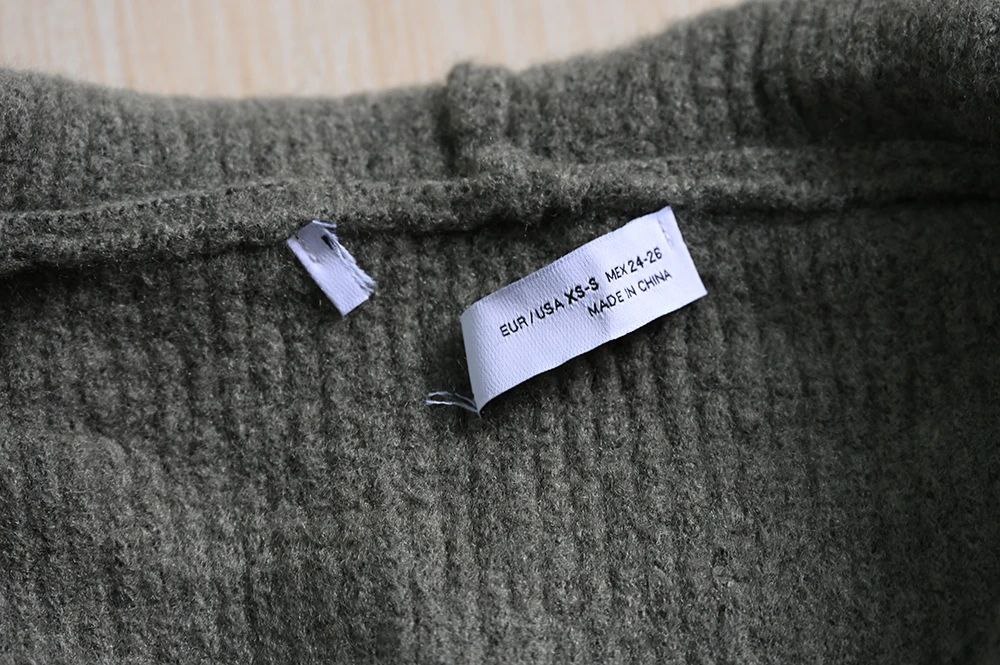 EUR/USA XS-S MEX 24-26
MADE IN CHINA